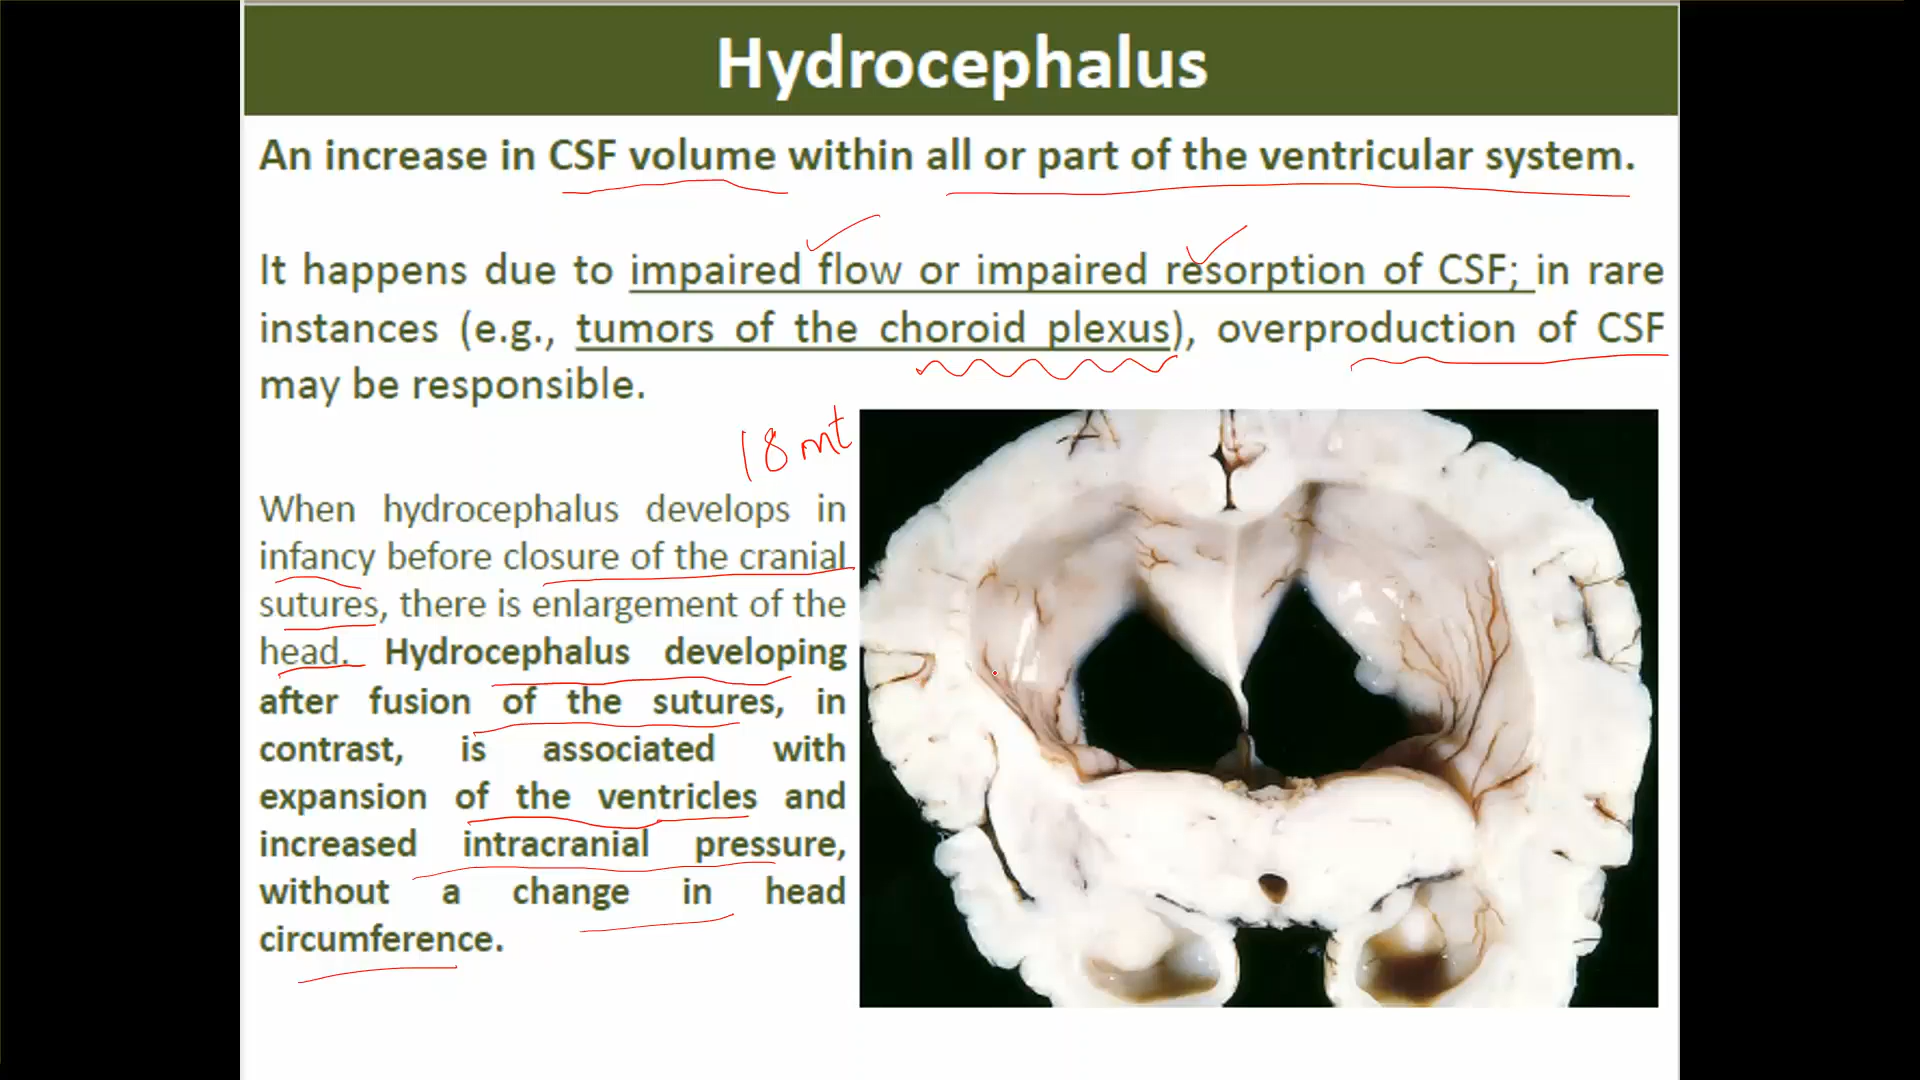 Hydrocephalus
An increase in CSF volume within all or part of the ventricular system.
It happens due to impaired flow or impaired resorption of CSF; in rare
instances (e.g., tumors of the choroid plexus), overproduction of CSF
may be responsible.
18 mt
When hydrocephalus develops in
infancy before closure of the cranial
sutures, there is enlargement of the
head. Hydrocephalus developing
after fusion of the sutures, in
contrast, is associated with
expansion of the ventricles and
increased intracranial pressure,
without a change in head
circumference.